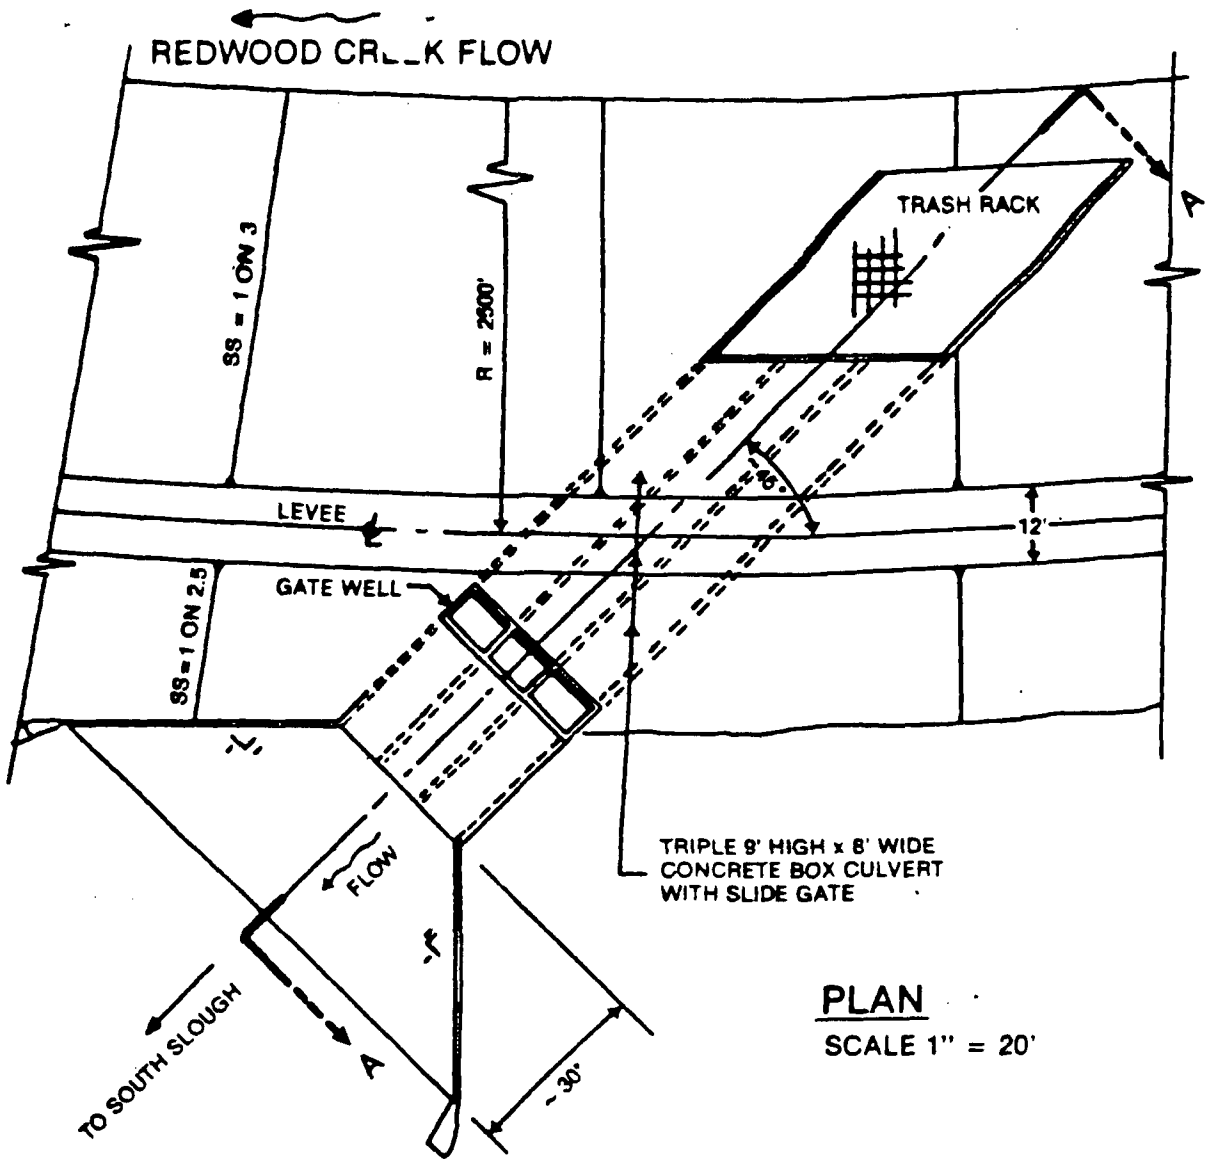 REDWOOD CREEK FLOW
SS = 1 ON 3
R = 2500'
TRASH RACK
A
LEVEE
45°
12'
GATE WELL
SS = 1 ON 2.5
TRIPLE 9' HIGH x 8' WIDE
CONCRETE BOX CULVERT
WITH SLIDE GATE
FLOW
TO SOUTH SLOUGH
A
~ 30'
PLAN
SCALE 1" = 20'